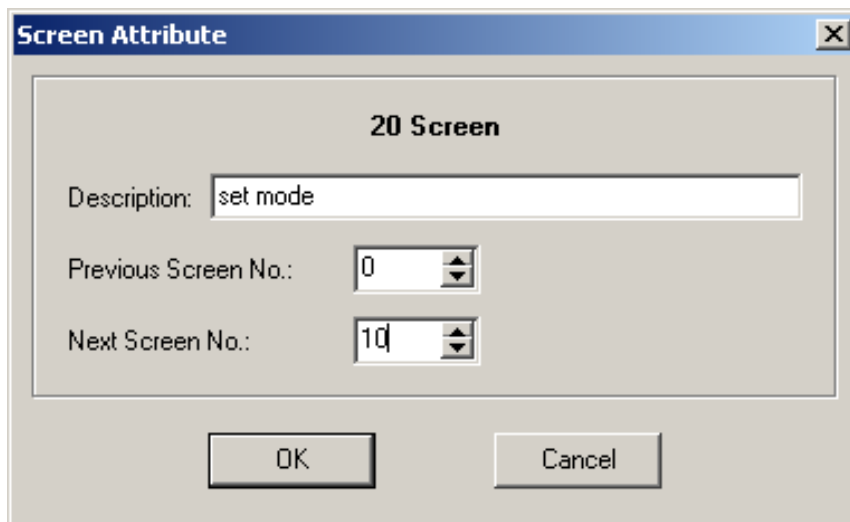 Screen Attribute
20 Screen
Description: set mode
Previous Screen No.: 0
Next Screen No.: 10
OK Cancel